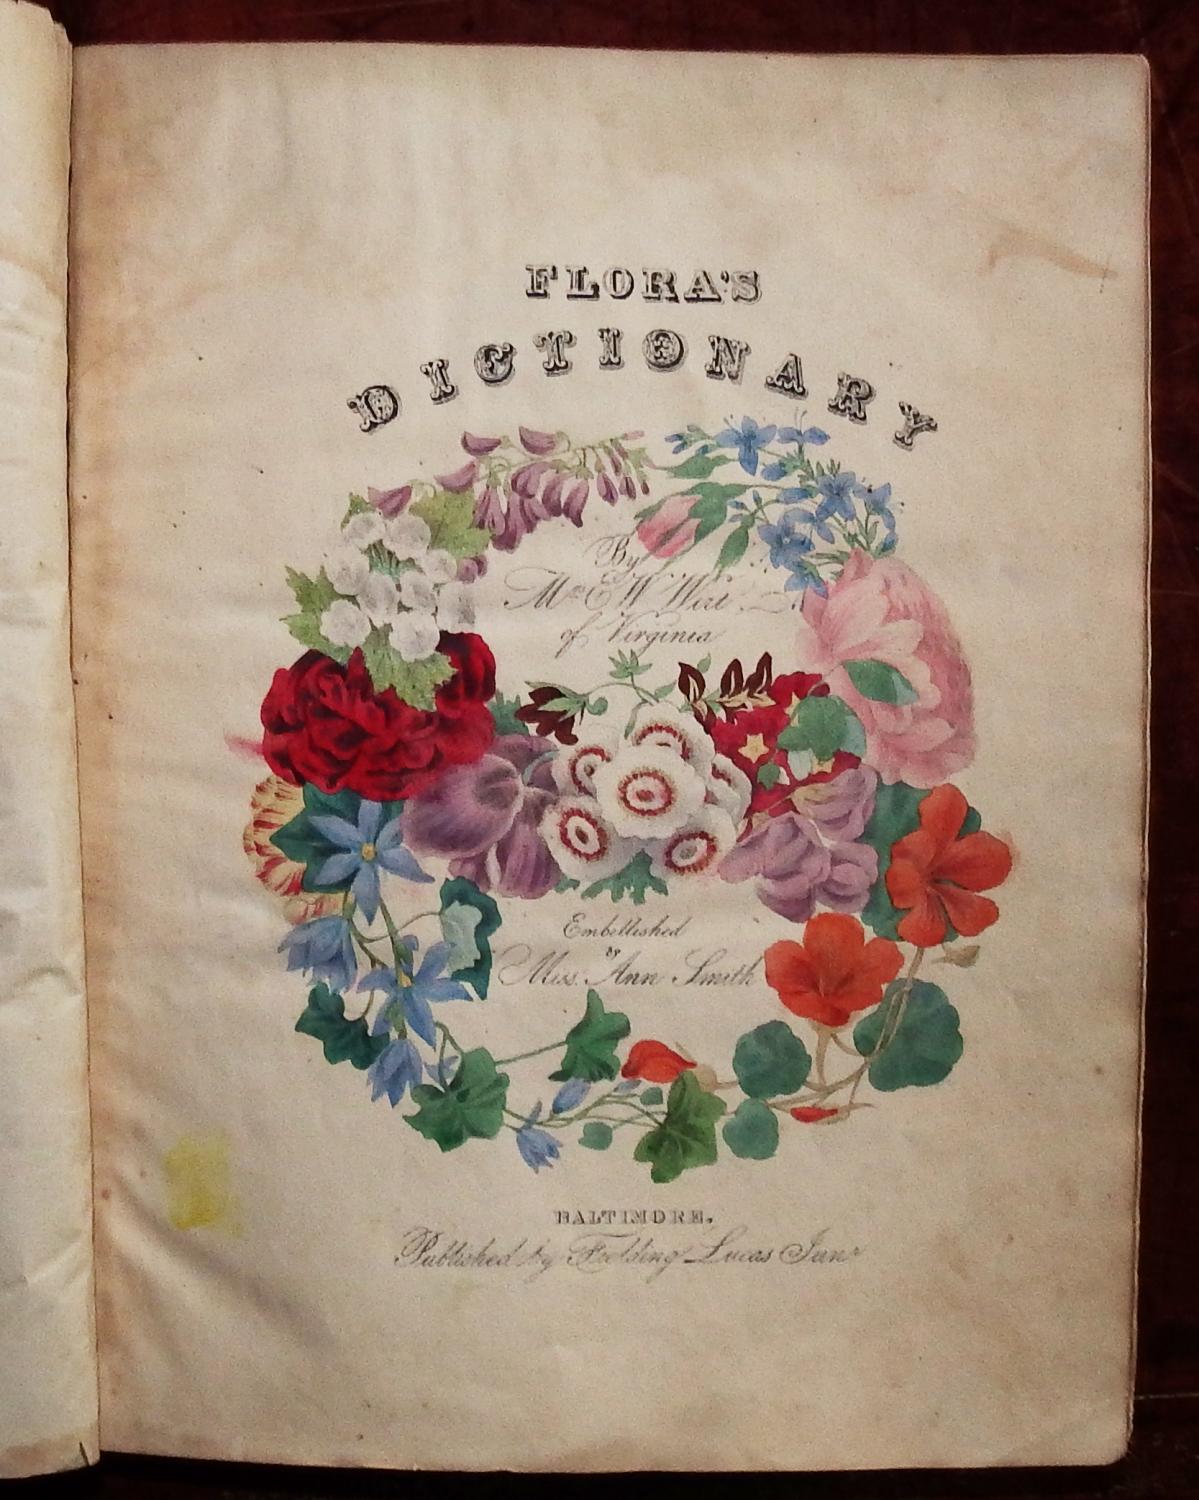 FLORA'S
DICTIONARY
By
Mrs E W Wirt
of Virginia
Embellished
by
Miss. Ann Smith
BALTIMORE.
Published by Fielding Lucas Junr